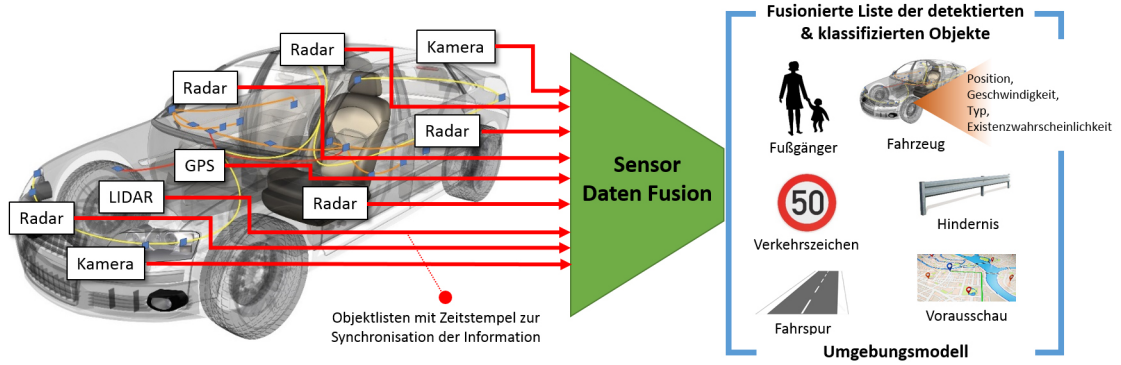 Radar
Kamera
Radar
Radar
GPS
LIDAR
Radar
Radar
Kamera
Objektlisten mit Zeitstempel zur
Synchronisation der Information
Sensor
Daten Fusion
Fusionierte Liste der detektierten
& klassifizierten Objekte
Fußgänger
Fahrzeug
Position,
Geschwindigkeit,
Typ,
Existenzwahrscheinlichkeit
50
Verkehrszeichen
Hindernis
Fahrspur
Vorausschau
Umgebungsmodell